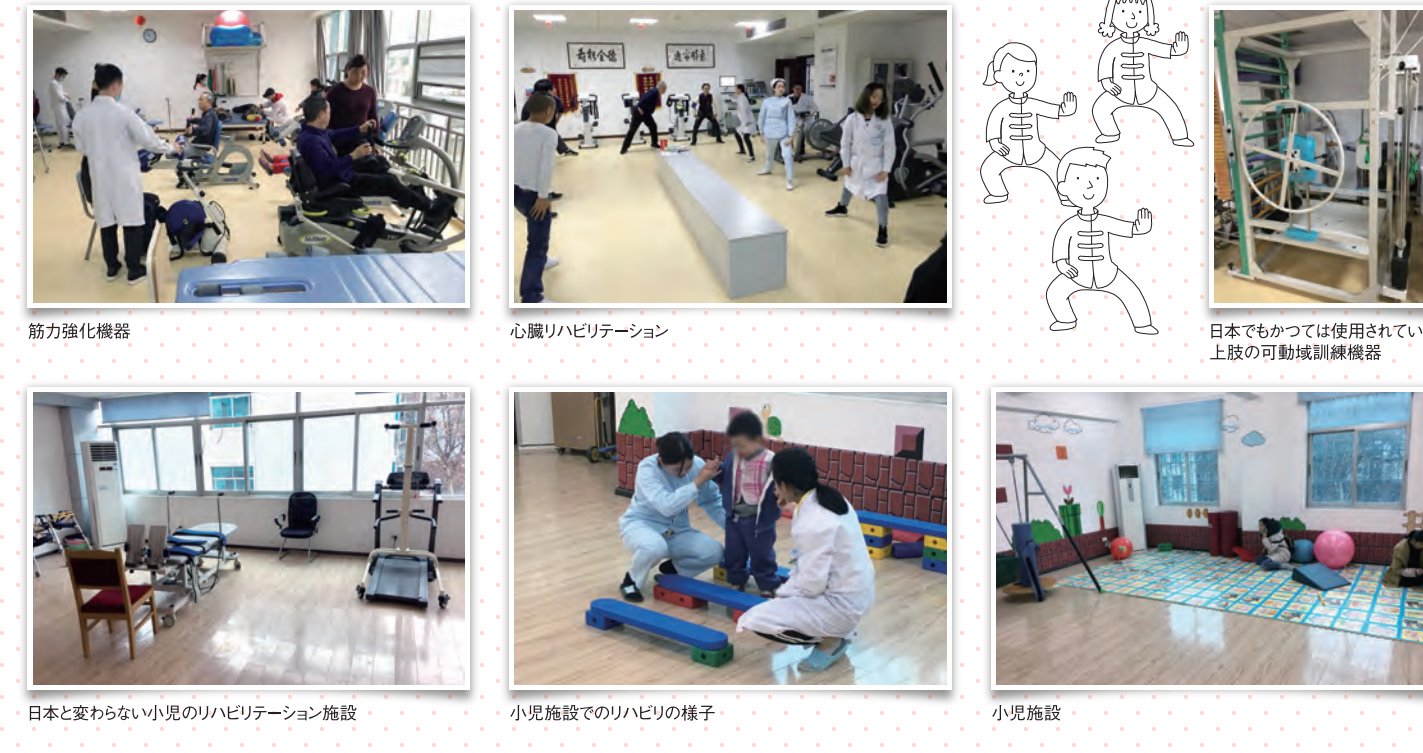 筋力強化機器
心臓リハビリテーション
日本でもかつては使用されてい
上肢の可動域訓練機器
日本と変わらない小児のリハビリテーション施設
小児施設でのリハビリの様子
小児施設